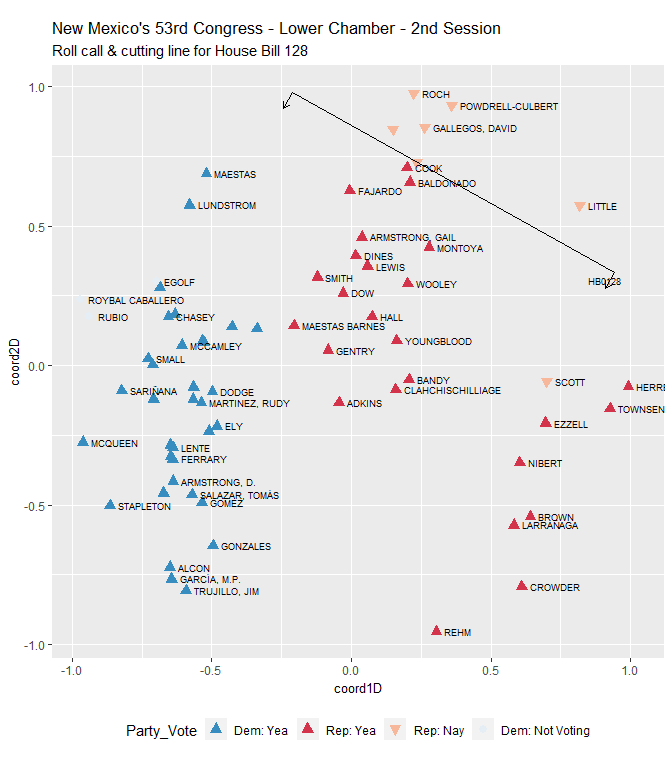 New Mexico's 53rd Congress - Lower Chamber - 2nd Session
Roll call & cutting line for House Bill 128
1.0
0.5
0.0
-0.5
-1.0
coord2D
ROCH
POWDRELL-CULBERT
GALLEGOS, DAVID
COOK
BALDONADO
MAESTAS
FAJARDO
LUNDSTROM
LITTLE
ARMSTRONG, GAIL
MONTOYA
DINES
LEWIS
SMITH
EGOLF
WOOLEY
HB0128
DOW
ROYBAL CABALLERO
RUBIO
CHASEY
HALL
MAESTAS BARNES
YOUNGBLOOD
MCCAMLEY
GENTRY
SMALL
BANDY
SCOTT
HERRE
SARIÑANA
DODGE
CLAHCHISCHILLIAGE
MARTINEZ, RUDY
ADKINS
TOWNSEN
ELY
EZZELL
MCQUEEN
LENTE
FERRARY
NIBERT
ARMSTRONG, D.
SALAZAR, TOMÁS
STAPLETON
GOMEZ
BROWN
LARRAÑAGA
GONZALES
ALCON
GARCÍA, M.P.
CROWDER
TRUJILLO, JIM
REHM
-1.0 -0.5 0.0 0.5 1.0
coord1D
Party_Vote Dem: Yea Rep: Yea Rep: Nay Dem: Not Voting